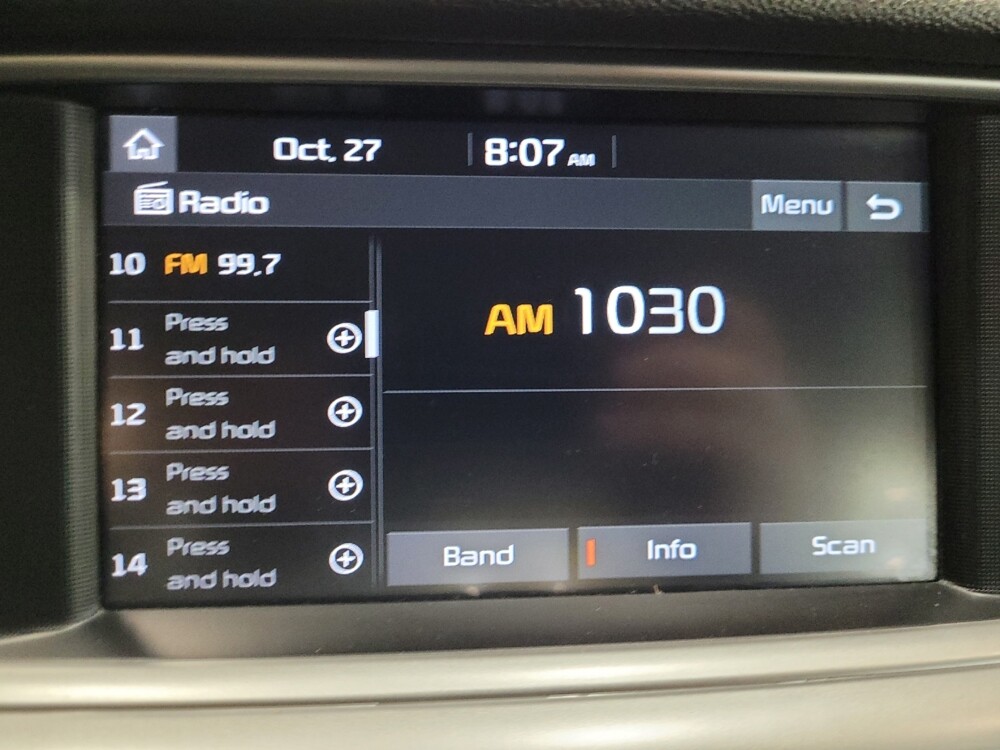 Oct. 27 8:07 AM
Radio Menu
10 FM 99.7
AM 1030
11 Press
and hold
12 Press
and hold
13 Press
and hold
14 Press
and hold
Band Info Scan